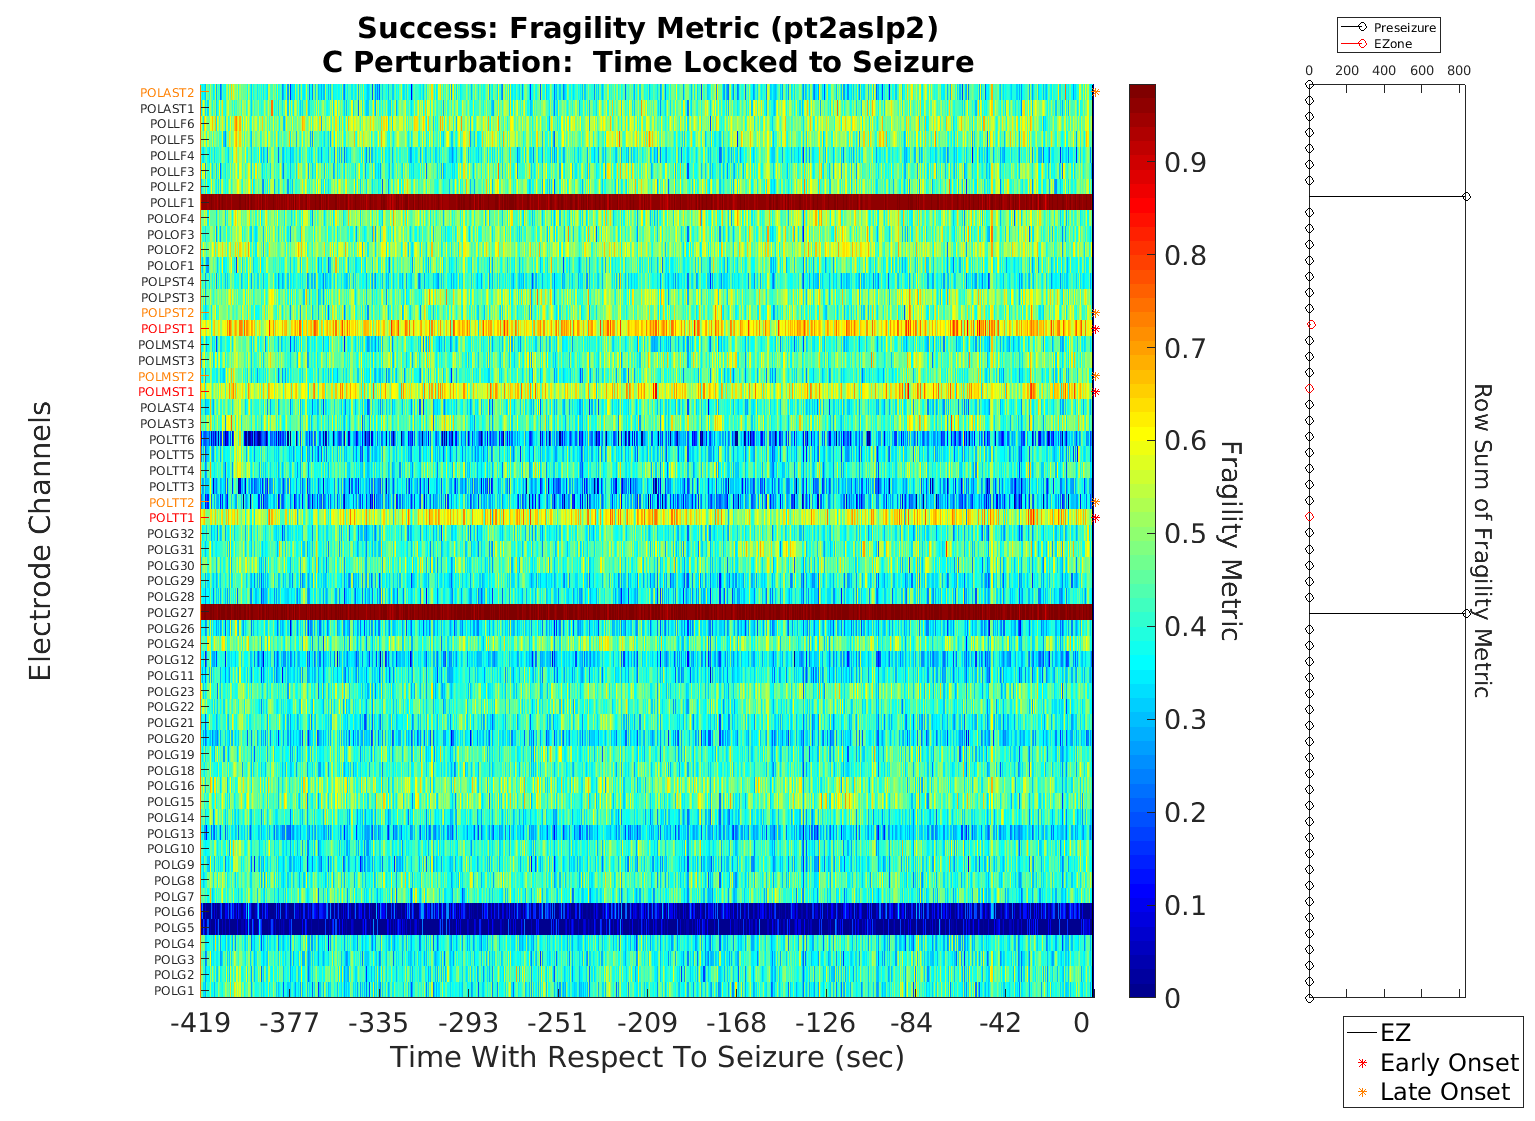 Success: Fragility Metric (pt2aslp2)
C Perturbation:  Time Locked to Seizure
Preseizure
EZone
0 200 400 600 800
Electrode Channels
POLAST2
POLAST1
POLLF6
POLLF5
POLLF4
POLLF3
POLLF2
POLLF1
POLOF4
POLOF3
POLOF2
POLOF1
POLPST4
POLPST3
POLPST2
POLPST1
POLMST4
POLMST3
POLMST2
POLMST1
POLAST4
POLAST3
POLTT6
POLTT5
POLTT4
POLTT3
POLTT2
POLTT1
POLG32
POLG31
POLG30
POLG29
POLG28
POLG27
POLG26
POLG24
POLG12
POLG11
POLG23
POLG22
POLG21
POLG20
POLG19
POLG18
POLG16
POLG15
POLG14
POLG13
POLG10
POLG9
POLG8
POLG7
POLG6
POLG5
POLG4
POLG3
POLG2
POLG1
-419 -377 -335 -293 -251 -209 -168 -126 -84 -42 0
Time With Respect To Seizure (sec)
0.9
0.8
0.7
0.6
0.5
0.4
0.3
0.2
0.1
0
Fragility Metric
Row Sum of Fragility Metric
EZ
Early Onset
Late Onset